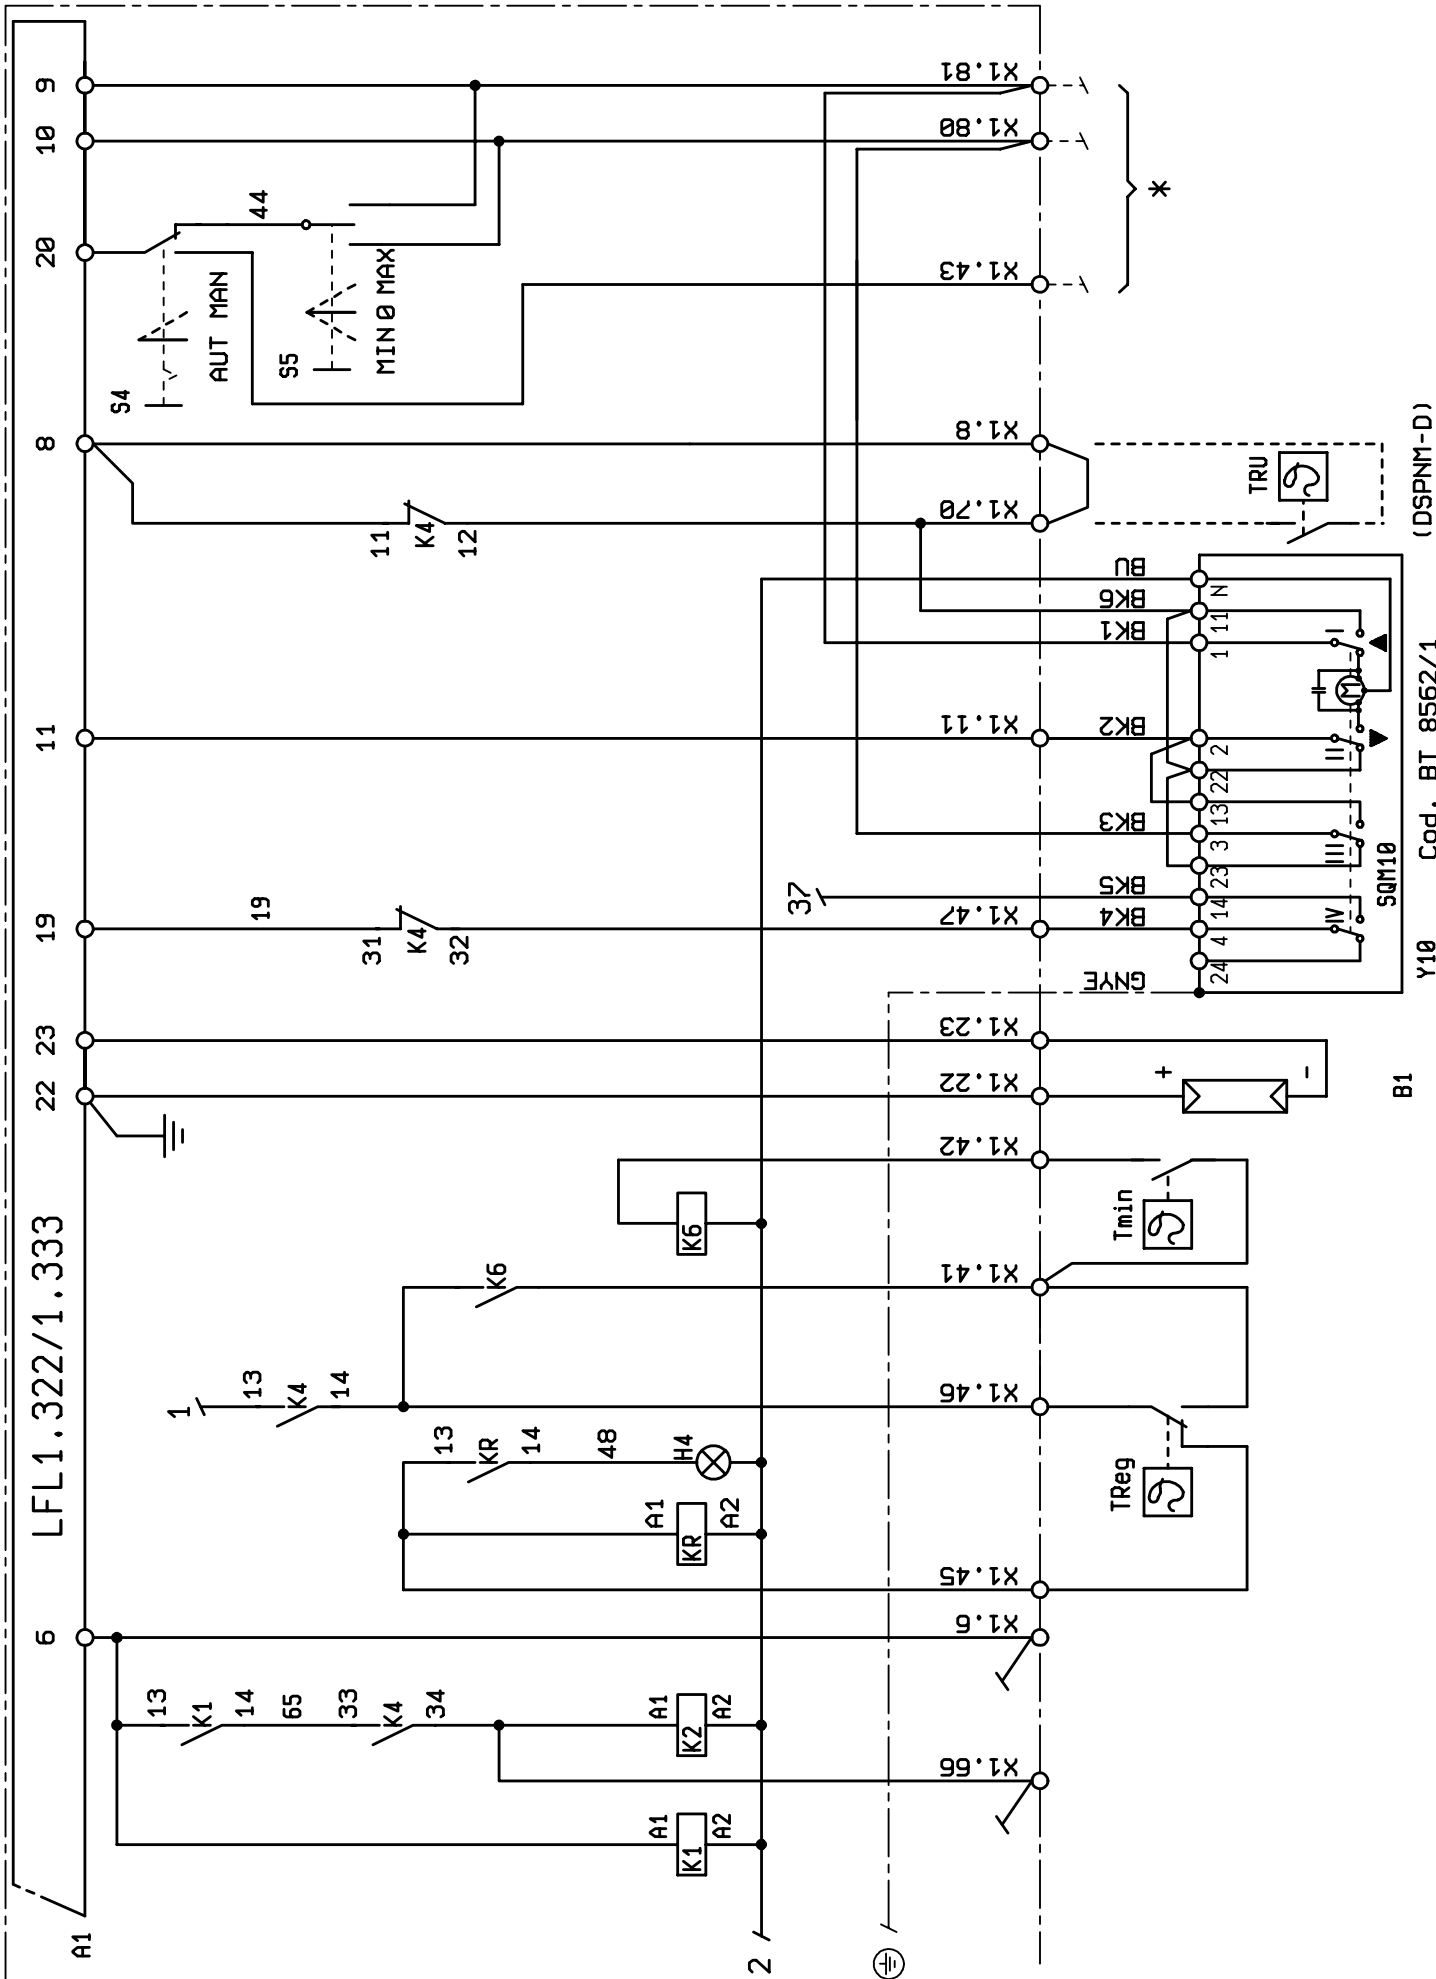 A1
LFL1.322/1.333
6
22
23
19
11
8
20
10
9
13
K1
14
65
33
K4
34
A1
K1
A2
A1
K2
A2
13
KR
14
48
H4
A1
KR
A2
1
13
K4
14
K6
K6
19
31
K4
32
37
11
K4
12
S4
AUT MAN
44
S5
MIN 0 MAX
2
X1.66
X1.6
X1.45
X1.46
X1.41
X1.42
X1.22
X1.23
X1.47
X1.11
X1.70
X1.8
X1.43
X1.80
X1.81
*
GNYE
BK4
BK5
BK3
BK2
BK1
BK6
BU
24
4
14
23
3
13
22
2
1
11
N
TReg
Tmin
+
-
B1
IV
III
II
I
M
SQM10
Y10
Cod. BT 8562/1
TRU
(DSPNM-D)